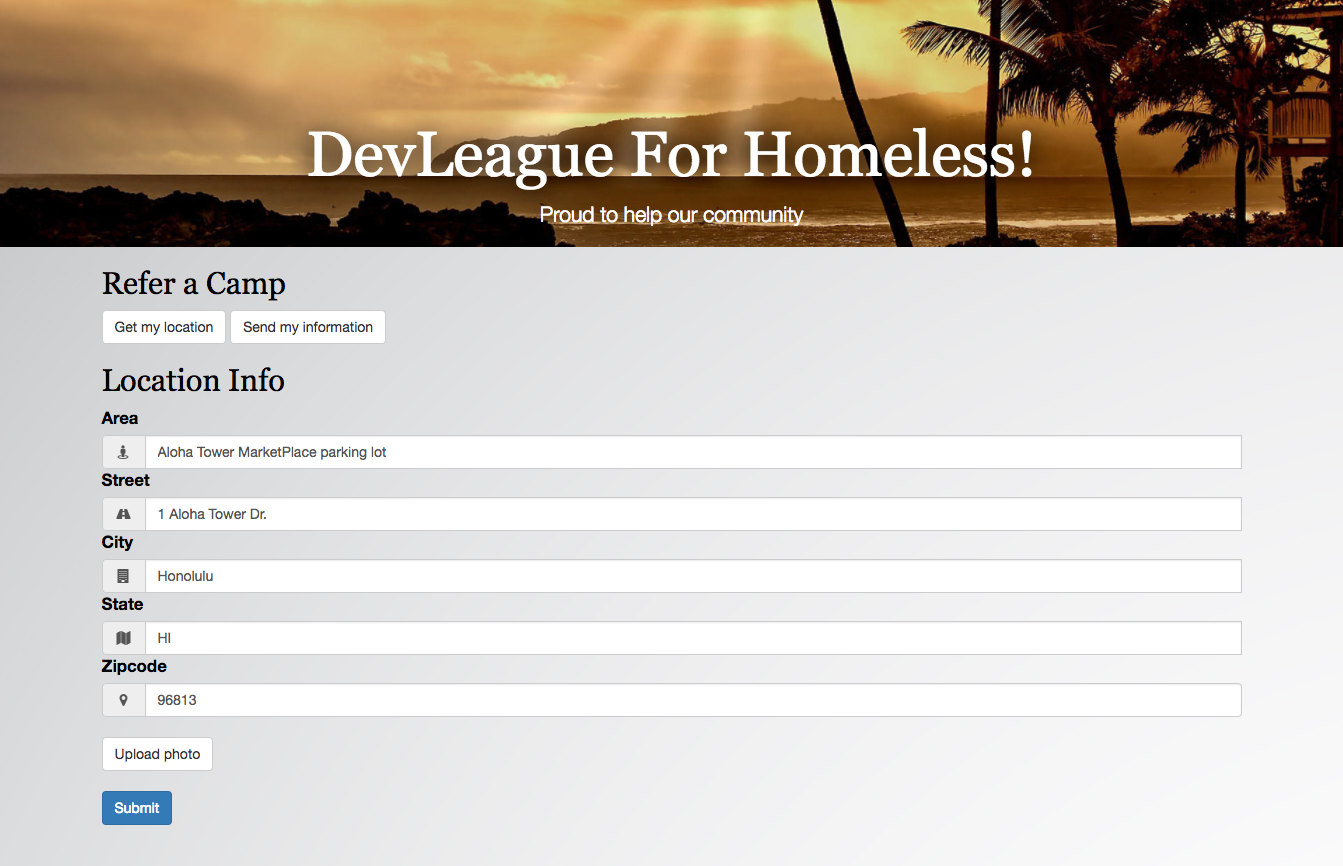 DevLeague For Homeless!
Proud to help our community
Refer a Camp
Get my location Send my information
Location Info
Area
Aloha Tower MarketPlace parking lot
Street
1 Aloha Tower Dr.
City
Honolulu
State
HI
Zipcode
96813
Upload photo
Submit